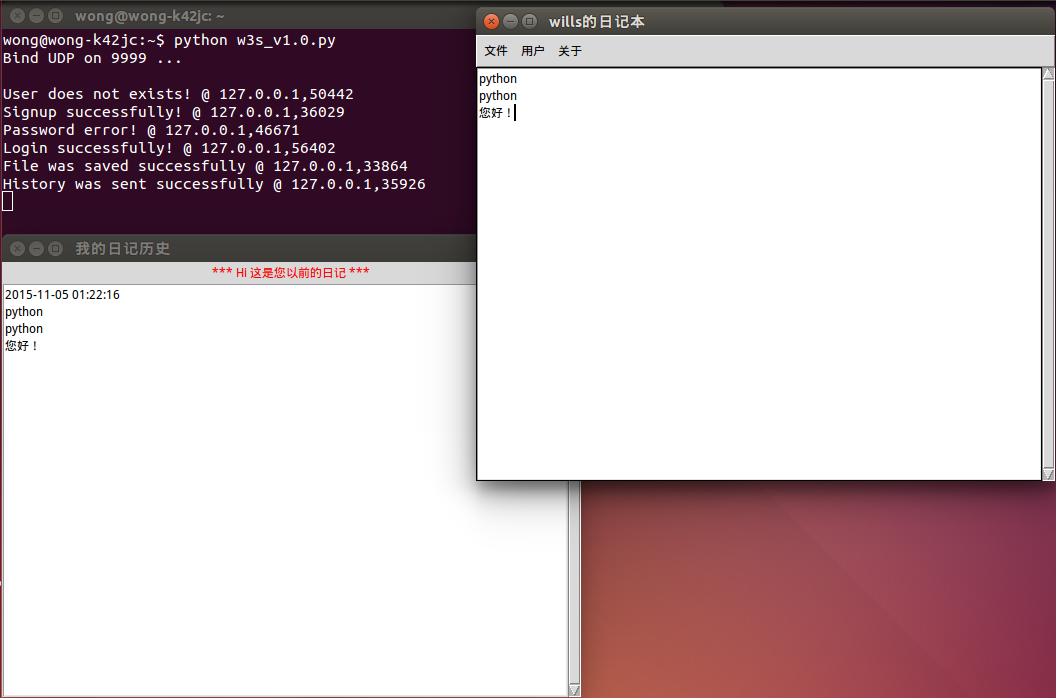 wong@wong-k42jc: ~
wong@wong-k42jc:~$ python w3s_v1.0.py
Bind UDP on 9999 ...
User does not exists! @ 127.0.0.1,50442
Signup successfully! @ 127.0.0.1,36029
Password error! @ 127.0.0.1,46671
Login successfully! @ 127.0.0.1,56402
File was saved successfully @ 127.0.0.1,33864
History was sent successfully @ 127.0.0.1,35926
wills的日记本
文件 用户 关于
python
python
您好！
我的日记历史
*** Hi 这是您以前的日记 ***
2015-11-05 01:22:16
python
python
您好！